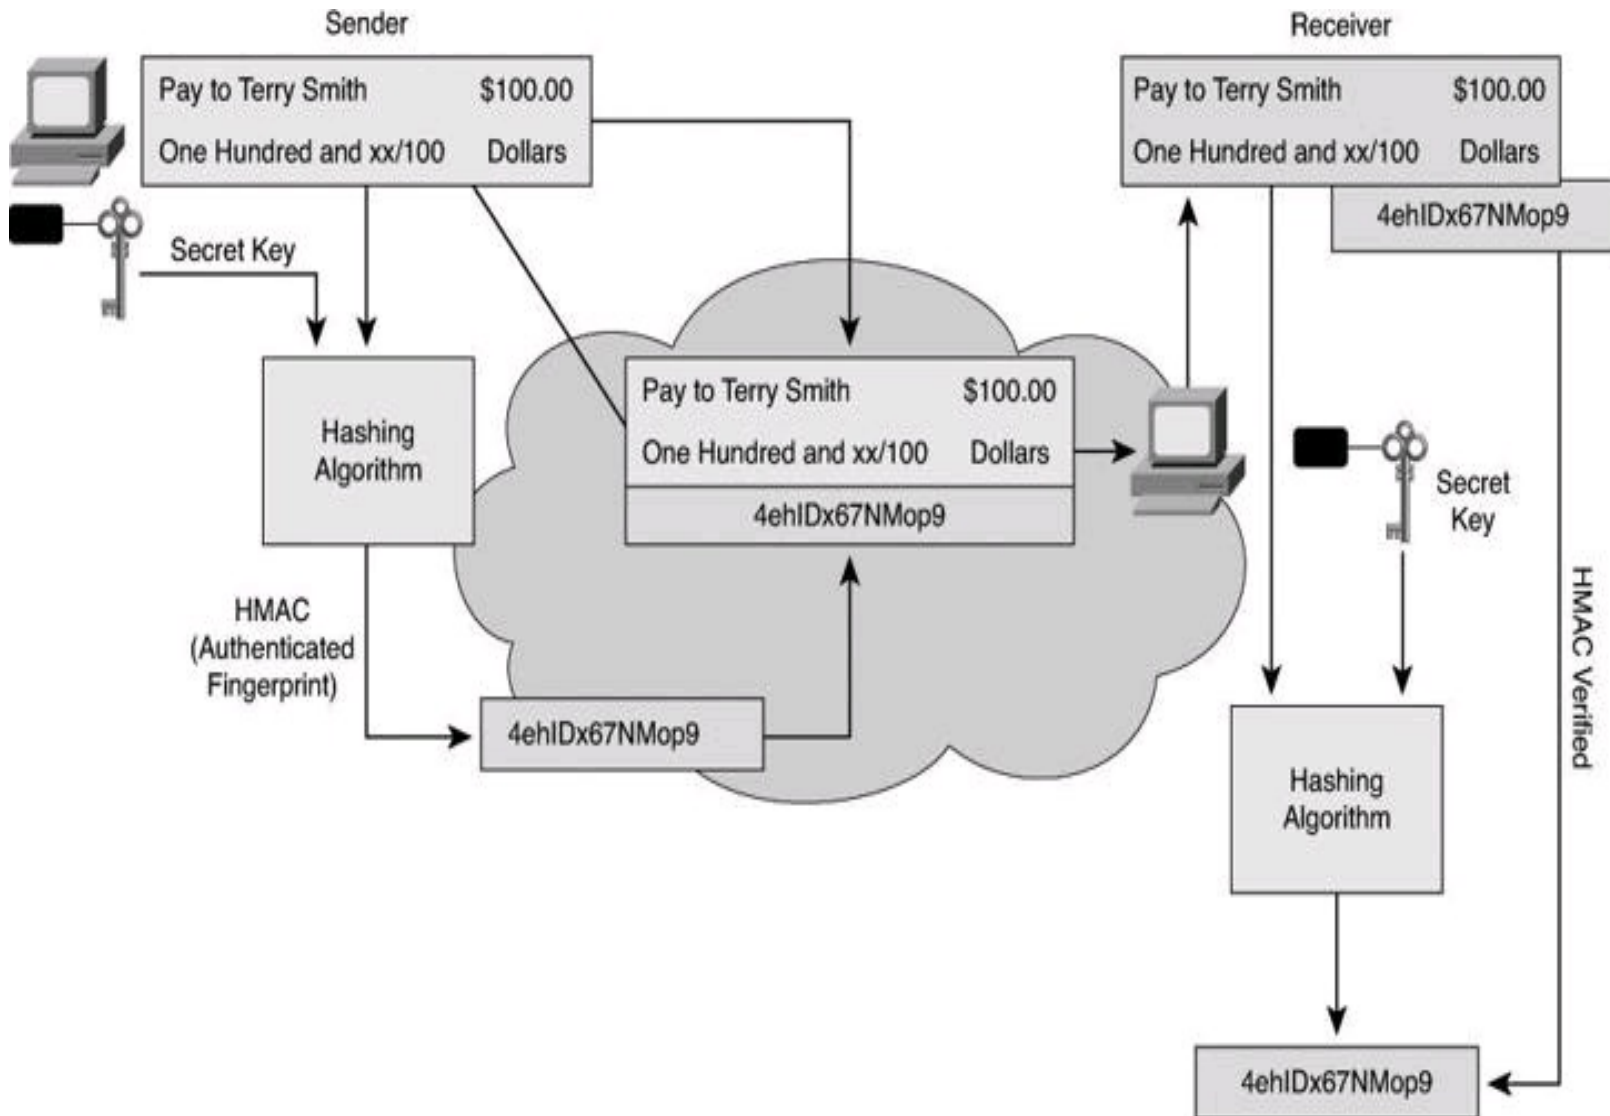 Sender
Pay to Terry Smith $100.00
One Hundred and xx/100 Dollars
Secret Key
Hashing
Algorithm
HMAC
(Authenticated
Fingerprint)
4ehIDx67NMop9
Pay to Terry Smith $100.00
One Hundred and xx/100 Dollars
4ehIDx67NMop9
Receiver
Pay to Terry Smith $100.00
One Hundred and xx/100 Dollars
4ehIDx67NMop9
Secret
Key
Hashing
Algorithm
HMAC Verified
4ehIDx67NMop9